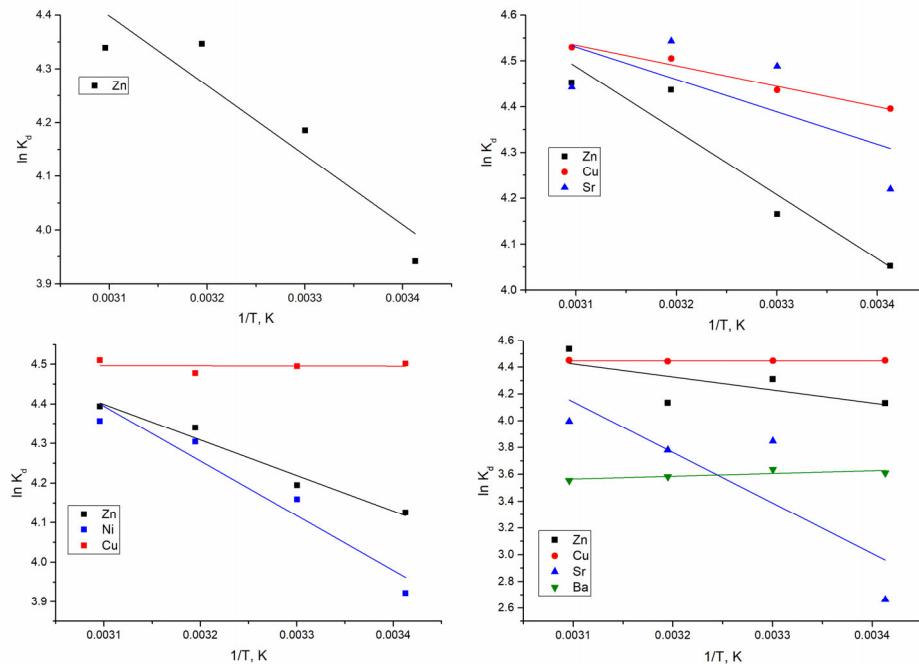 4.4
4.3
4.2
4.1
4.0
3.9
ln K_d
Zn
0.0031 0.0032 0.0033 0.0034
1/T, K
4.6
4.5
4.4
4.3
4.2
4.1
4.0
ln K_d
Zn
Cu
Sr
0.0031 0.0032 0.0033 0.0034
1/T, K
4.5
4.4
4.3
4.2
4.1
4.0
3.9
ln K_d
Zn
Ni
Cu
0.0031 0.0032 0.0033 0.0034
1/T, K
4.6
4.4
4.2
4.0
3.8
3.6
3.4
3.2
3.0
2.8
2.6
ln K_d
Zn
Cu
Sr
Ba
0.0031 0.0032 0.0033 0.0034
1/T, K